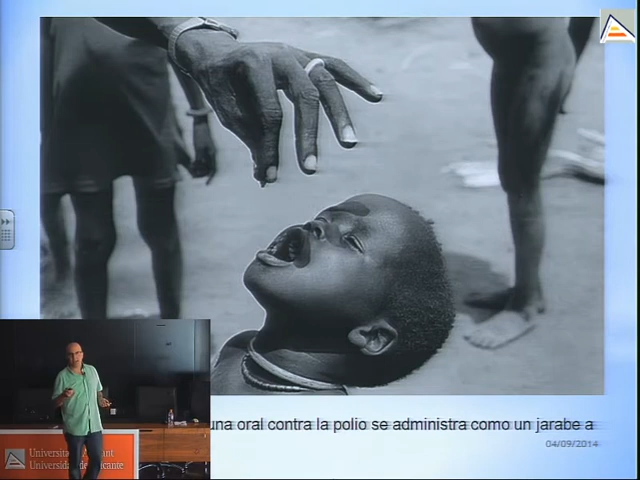 una oral contra la polio se administra como un jarabe a
04/09/2014
Universitat d'Alacant
Universidad de Alicante